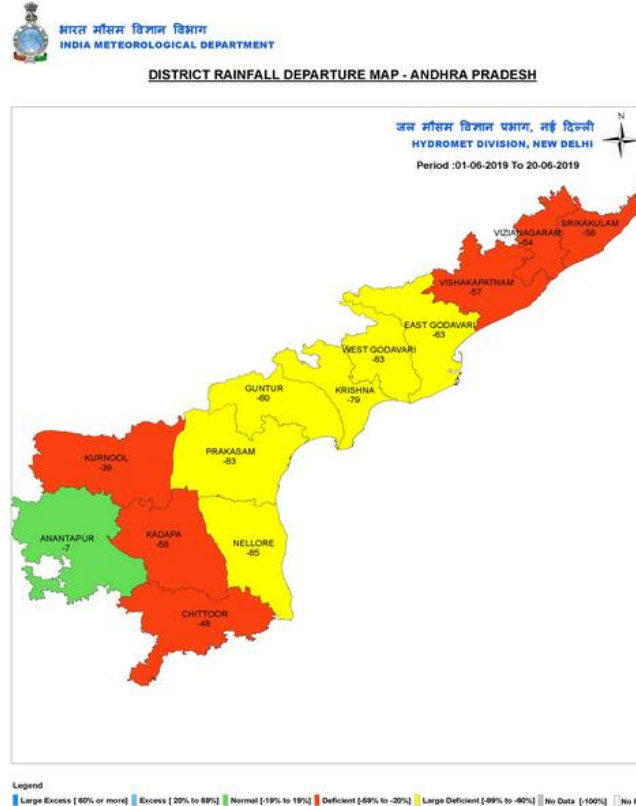 भारत मौसम विज्ञान विभाग
INDIA METEOROLOGICAL DEPARTMENT
DISTRICT RAINFALL DEPARTURE MAP - ANDHRA PRADESH
जल मौसम विज्ञान प्रभाग, नई दिल्ली
N
HYDROMET DIVISION, NEW DELHI
Period :01-06-2019 To 20-06-2019
SRIKAKULAM
-58
VIZIANAGARAM
-54
VISHAKAPATNAM
-57
EAST GODAVARI
-63
WEST GODAVARI
-83
KRISHNA
-79
GUNTUR
-60
PRAKASAM
-83
KURNOOL
-39
ANANTAPUR
-7
KADAPA
-58
NELLORE
-85
CHITTOOR
-48
Legend
Large Excess [ 60% or more] Excess [ 20% to 59%] Normal [-19% to 19%] Deficient [-59% to -20%] Large Deficient [-99% to -60%] No Data [-100%] No